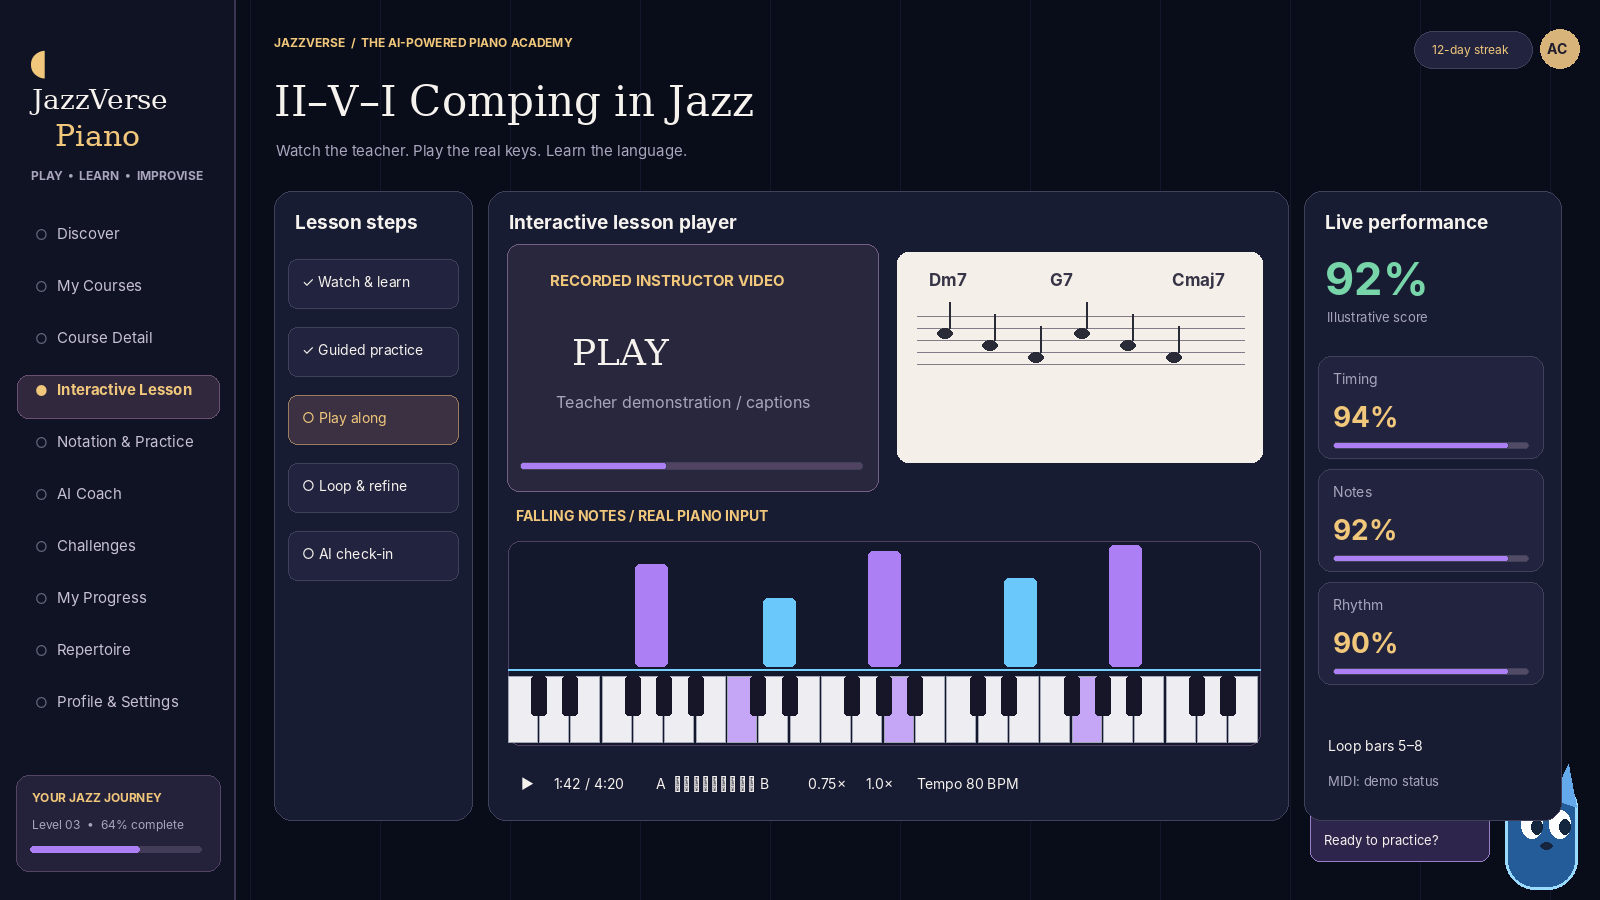 JazzVerse
Piano
PLAY • LEARN • IMPROVISE
Discover
My Courses
Course Detail
Interactive Lesson
Notation & Practice
AI Coach
Challenges
My Progress
Repertoire
Profile & Settings
YOUR JAZZ JOURNEY
Level 03 • 64% complete
JAZZVERSE / THE AI-POWERED PIANO ACADEMY
12-day streak
AC
II–V–I Comping in Jazz
Watch the teacher. Play the real keys. Learn the language.
Lesson steps
✓ Watch & learn
✓ Guided practice
○ Play along
○ Loop & refine
○ AI check-in
Interactive lesson player
RECORDED INSTRUCTOR VIDEO
PLAY
Teacher demonstration / captions
Dm7 G7 Cmaj7
FALLING NOTES / REAL PIANO INPUT
▶ 1:42 / 4:20 A B 0.75× 1.0× Tempo 80 BPM
Live performance
92%
Illustrative score
Timing
94%
Notes
92%
Rhythm
90%
Loop bars 5–8
MIDI: demo status
Ready to practice?